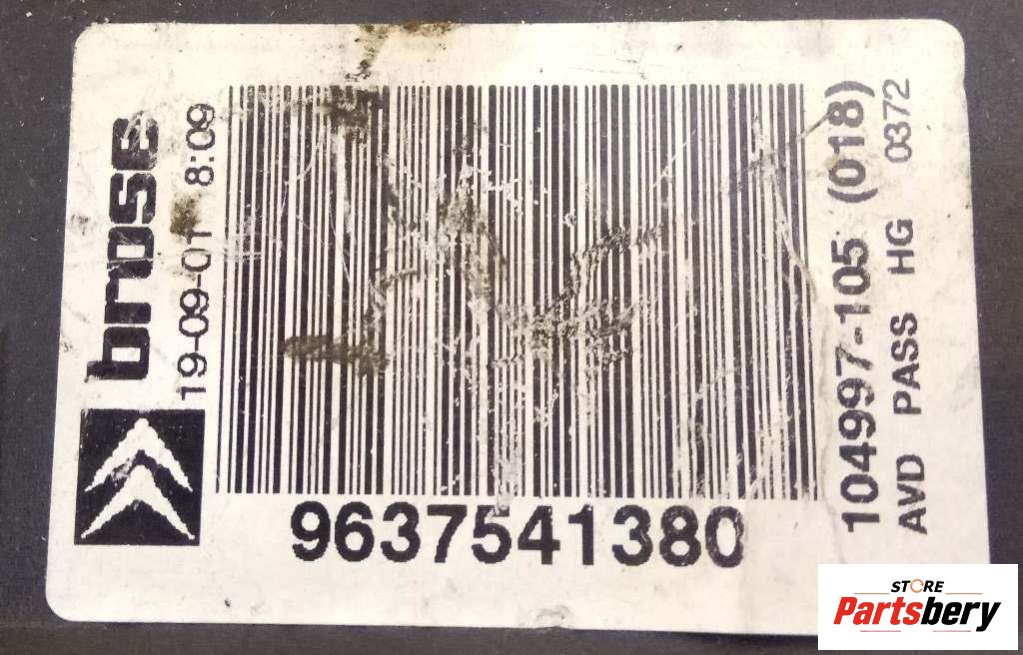 brose
19-09-01 8:09
9637541380
104997-105 (018)
AVD PASS HG 0372
STORE
Partsbery